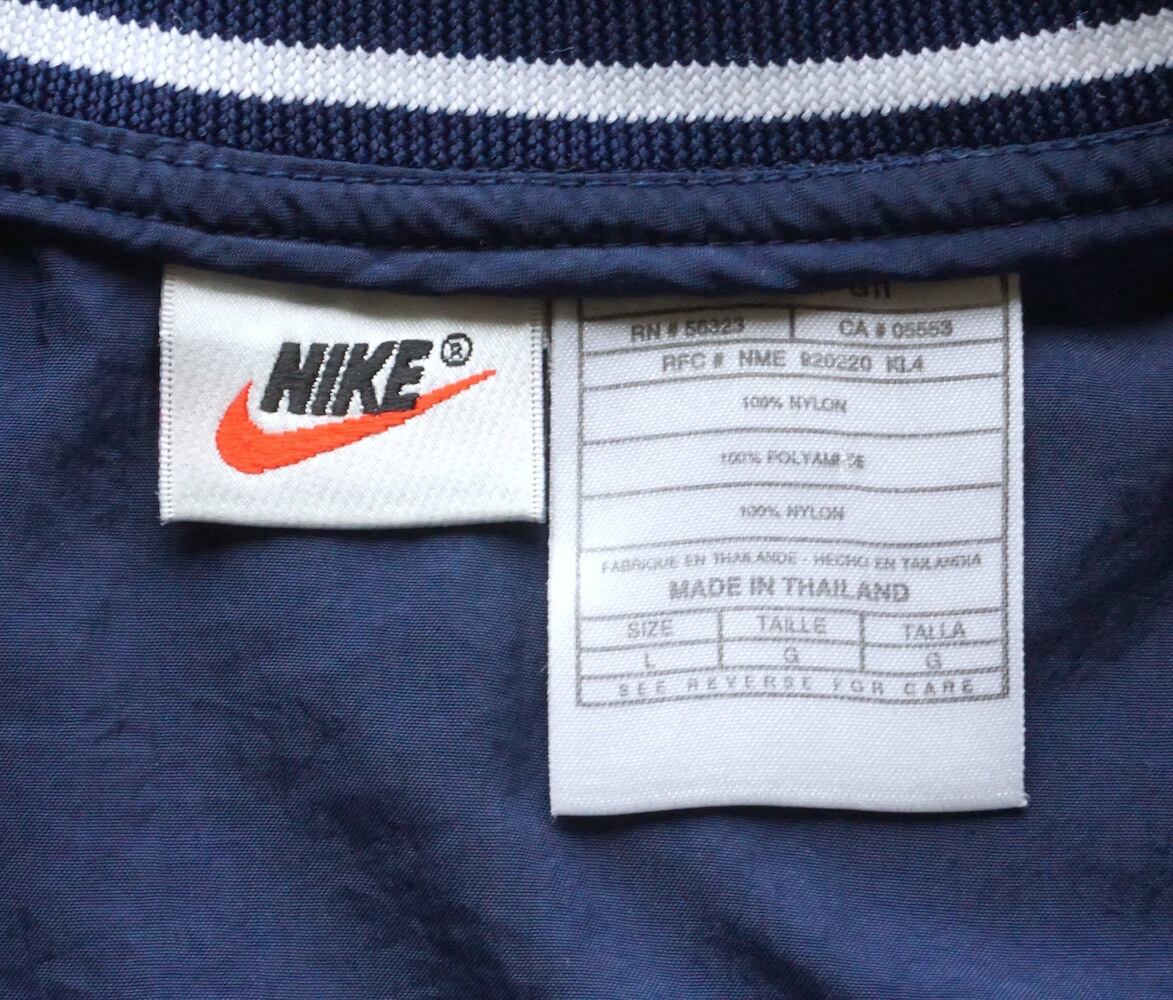 NIKE®
RN # 56323 CA # 05553
RFC # NME 920220 KL4
100% NYLON
100% POLYAMIDE
100% NYLON
FABRIQUE EN THAILANDE - HECHO EN TAILANDIA
MADE IN THAILAND
SIZE TAILLE TALLA
L G G
SEE REVERSE FOR CARE